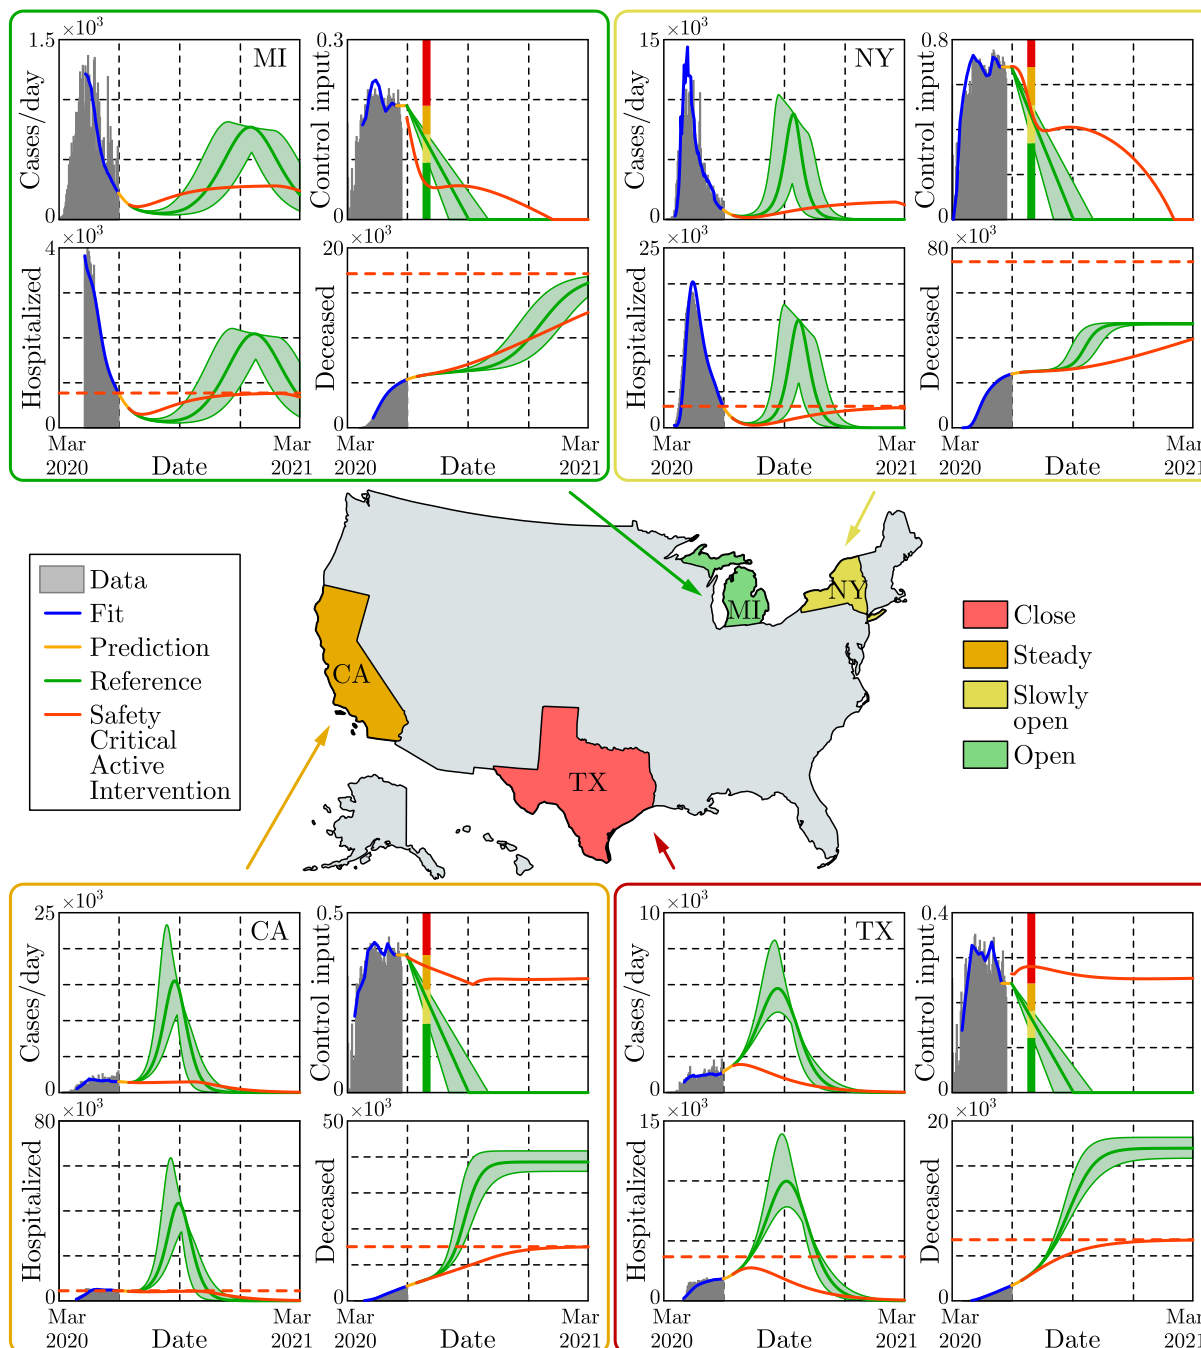 ×10³
1.5
MI
Cases/day
0
0.3
Control input
0
×10³
15
NY
Cases/day
0
0.8
Control input
0
×10³
4
Hospitalized
0
Mar
2020
Date
Mar
2021
×10³
20
Deceased
0
Mar
2020
Date
Mar
2021
×10³
25
Hospitalized
0
Mar
2020
Date
Mar
2021
×10³
80
Deceased
0
Mar
2020
Date
Mar
2021
Data
Fit
Prediction
Reference
Safety
Critical
Active
Intervention
CA
TX
MI
NY
Close
Steady
Slowly
open
Open
×10³
25
CA
Cases/day
0
0.5
Control input
0
×10³
10
TX
Cases/day
0
0.4
Control input
0
×10³
80
Hospitalized
0
Mar
2020
Date
Mar
2021
×10³
50
Deceased
0
Mar
2020
Date
Mar
2021
×10³
15
Hospitalized
0
Mar
2020
Date
Mar
2021
×10³
20
Deceased
0
Mar
2020
Date
Mar
2021